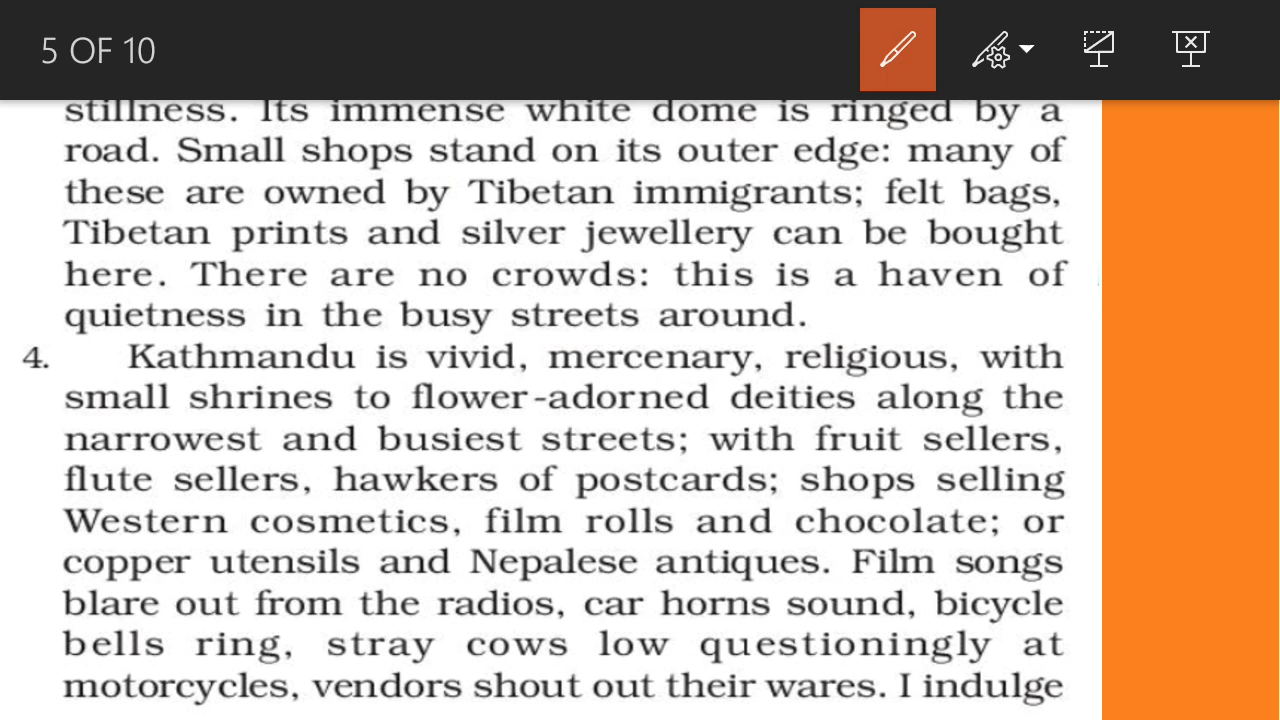 5 OF 10
stillness. Its immense white dome is ringed by a
road. Small shops stand on its outer edge: many of
these are owned by Tibetan immigrants; felt bags,
Tibetan prints and silver jewellery can be bought
here. There are no crowds: this is a haven of
quietness in the busy streets around.
4. Kathmandu is vivid, mercenary, religious, with
small shrines to flower-adorned deities along the
narrowest and busiest streets; with fruit sellers,
flute sellers, hawkers of postcards; shops selling
Western cosmetics, film rolls and chocolate; or
copper utensils and Nepalese antiques. Film songs
blare out from the radios, car horns sound, bicycle
bells ring, stray cows low questioningly at
motorcycles, vendors shout out their wares. I indulge